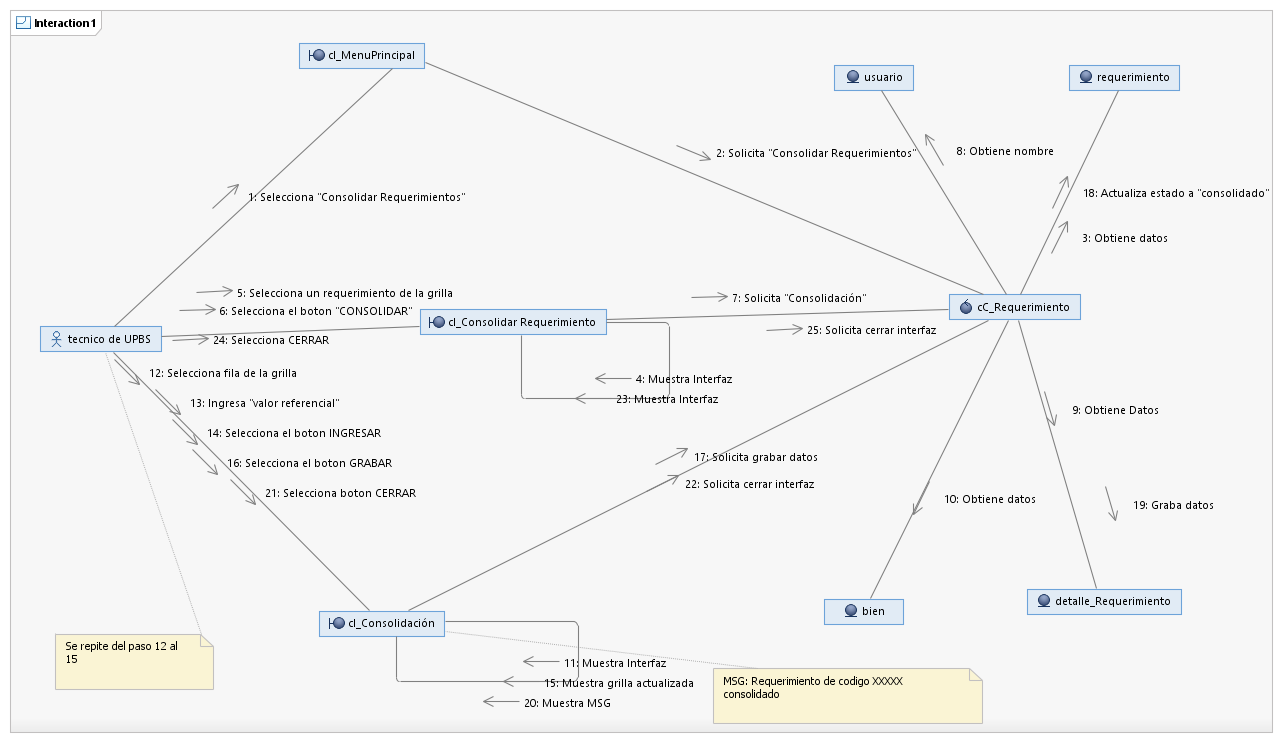 Interaction1
cI_MenuPrincipal
usuario
requerimiento
2: Solicita "Consolidar Requerimientos"
8: Obtiene nombre
1: Selecciona "Consolidar Requerimientos"
18: Actualiza estado a "consolidado"
3: Obtiene datos
5: Selecciona un requerimiento de la grilla
6: Selecciona el boton "CONSOLIDAR"
7: Solicita "Consolidación"
cC_Requerimiento
tecnico de UPBS
24: Selecciona CERRAR
cI_Consolidar Requerimiento
25: Solicita cerrar interfaz
12: Selecciona fila de la grilla
4: Muestra Interfaz
23: Muestra Interfaz
13: Ingresa "valor referencial"
9: Obtiene Datos
14: Selecciona el boton INGRESAR
16: Selecciona el boton GRABAR
17: Solicita grabar datos
21: Selecciona boton CERRAR
22: Solicita cerrar interfaz
10: Obtiene datos
19: Graba datos
cI_Consolidación
bien
detalle_Requerimiento
Se repite del paso 12 al
15
11: Muestra Interfaz
15: Muestra grilla actualizada
20: Muestra MSG
MSG: Requerimiento de codigo XXXXX
consolidado